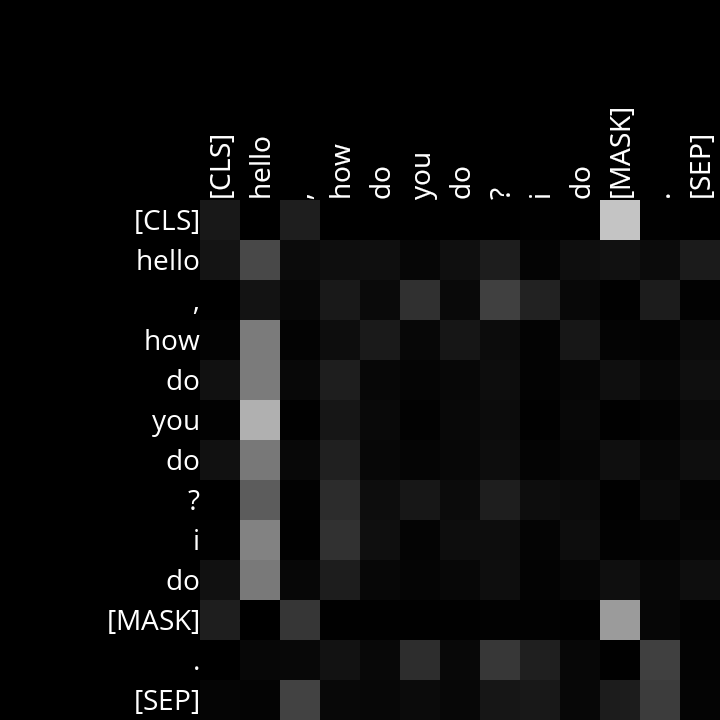 [CLS] hello , how do you do ? i do [MASK] . [SEP]
[CLS]
hello
,
how
do
you
do
?
i
do
[MASK]
.
[SEP]